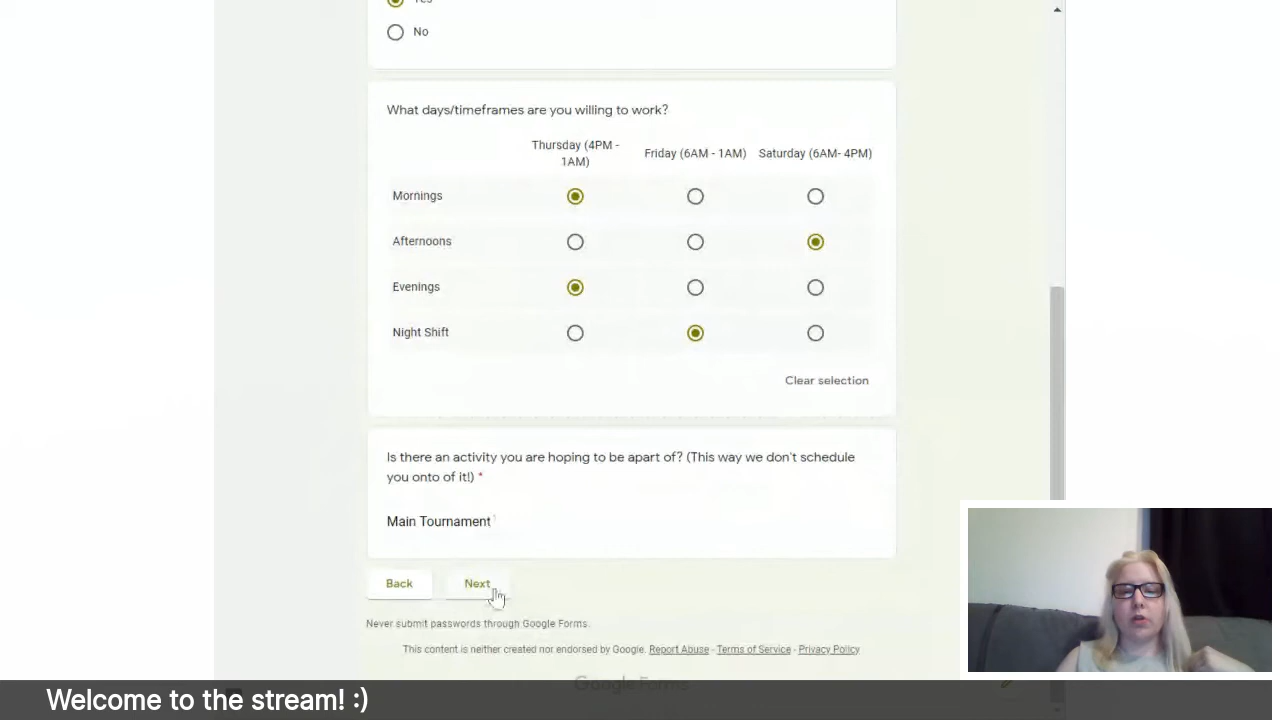 Yes
No
What days/timeframes are you willing to work?
Thursday (4PM -
1AM)
Friday (6AM - 1AM)
Saturday (6AM- 4PM)
Mornings
Afternoons
Evenings
Night Shift
Clear selection
Is there an activity you are hoping to be apart of? (This way we don't schedule
you onto of it!) *
Main Tournament
Back
Next
Never submit passwords through Google Forms.
This content is neither created nor endorsed by Google. Report Abuse - Terms of Service - Privacy Policy
Google Forms
Welcome to the stream! :)